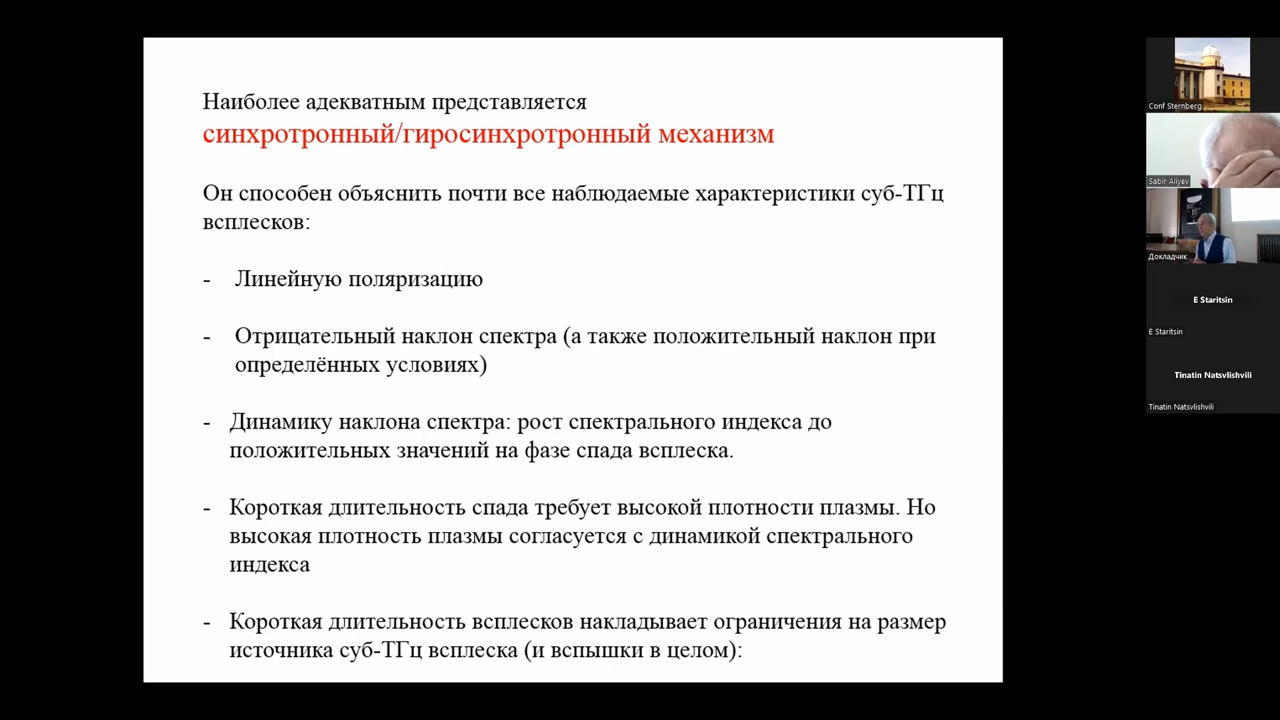 Наиболее адекватным представляется
синхротронный/гиросинхротронный механизм
Он способен объяснить почти все наблюдаемые характеристики суб-ТГц
всплесков:
- Линейную поляризацию
- Отрицательный наклон спектра (а также положительный наклон при
определённых условиях)
- Динамику наклона спектра: рост спектрального индекса до
положительных значений на фазе спада всплеска.
- Короткая длительность спада требует высокой плотности плазмы. Но
высокая плотность плазмы согласуется с динамикой спектрального
индекса
- Короткая длительность всплесков накладывает ограничения на размер
источника суб-ТГц всплеска (и вспышки в целом):
Conf Sternberg
Sabir Aliyev
Докладчик
E Staritsin
E Staritsin
Tinatin Natsvlishvili
Tinatin Natsvlishvili